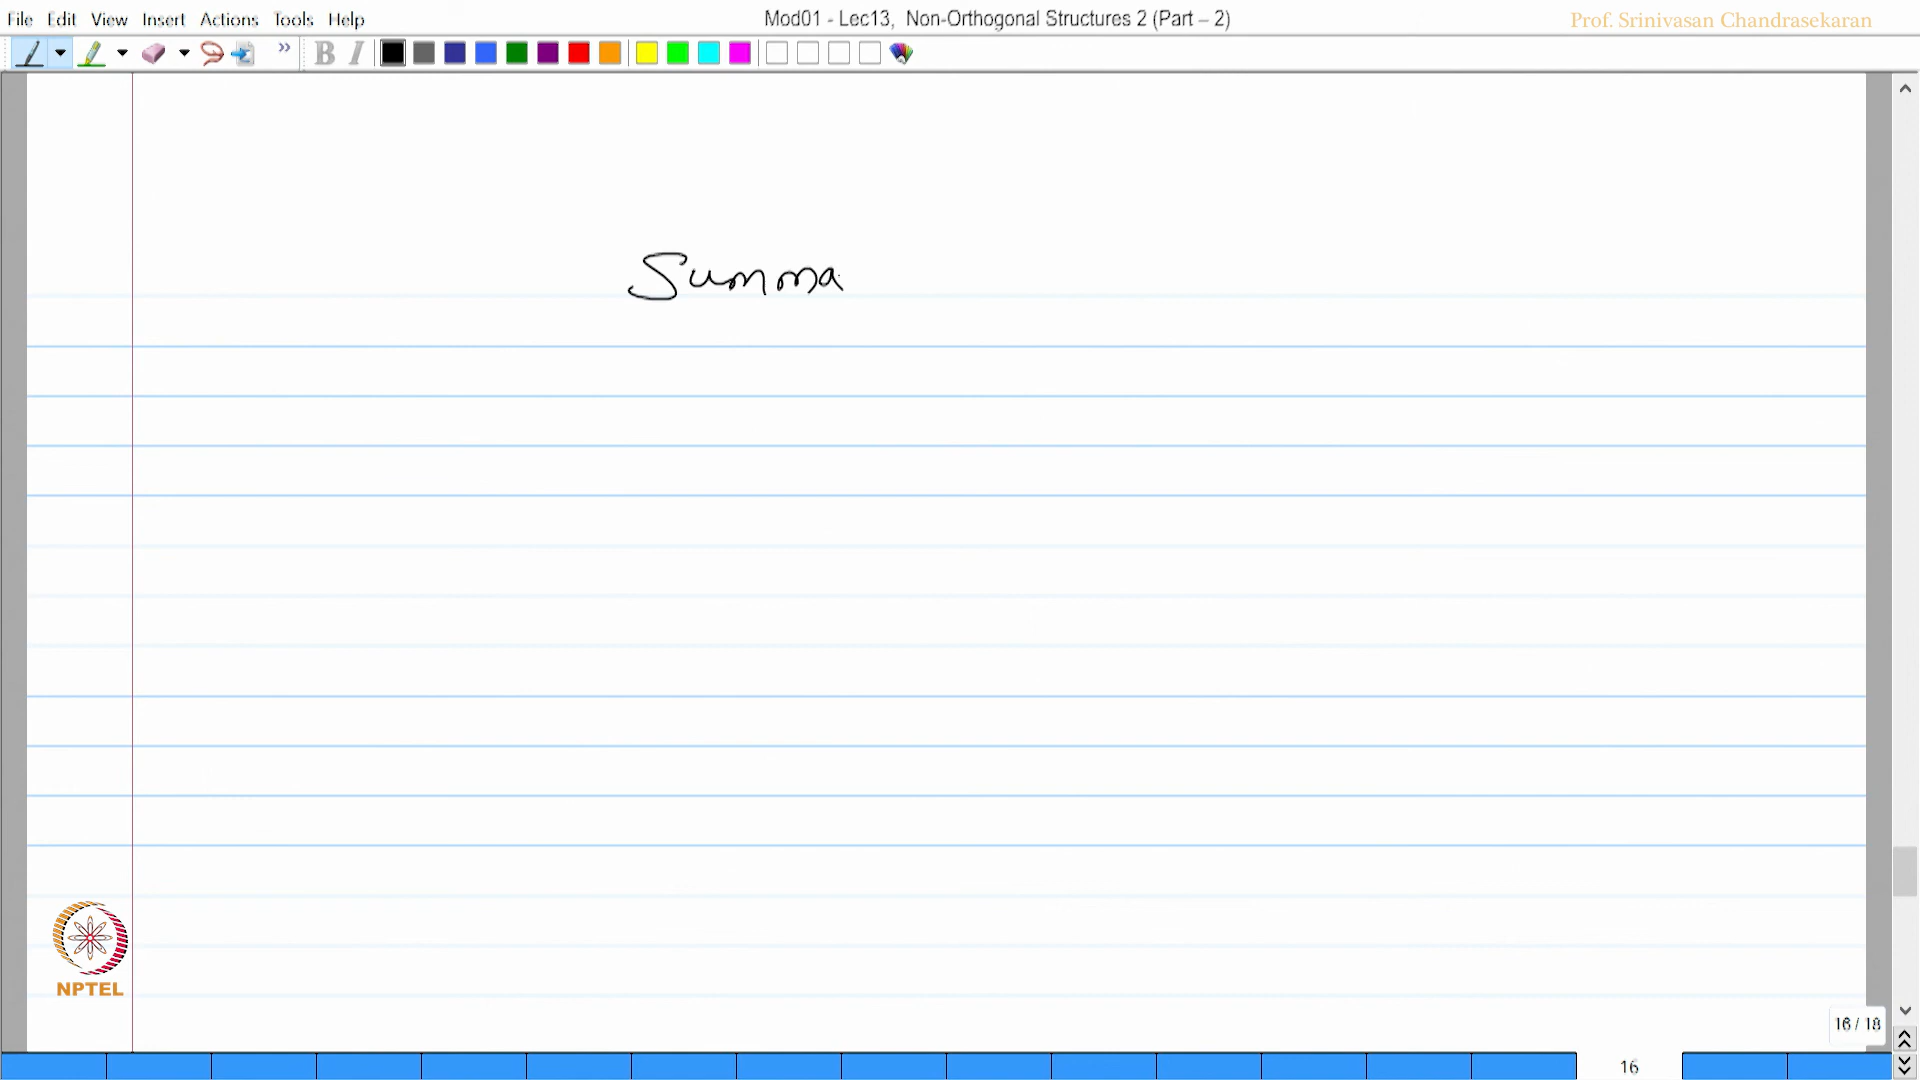 File Edit View Insert Actions Tools Help
Mod01 - Lec13, Non-Orthogonal Structures 2 (Part – 2)
Prof. Srinivasan Chandrasekaran
B I
Summa
NPTEL
16 / 18
16